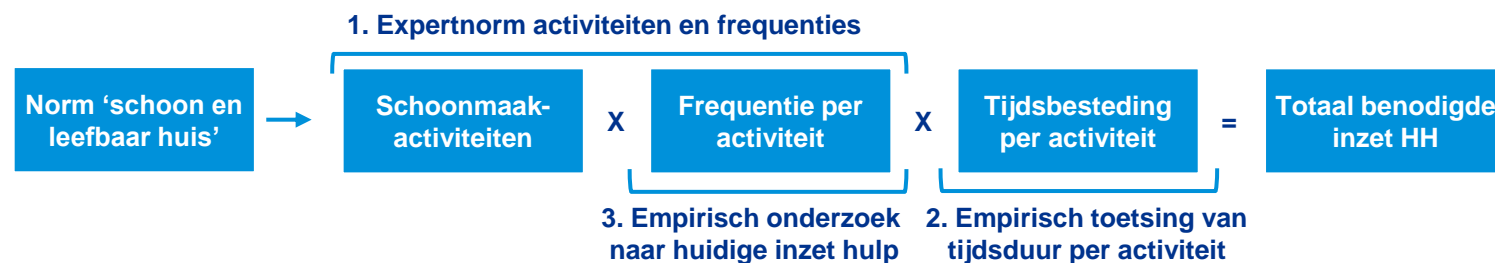 1. Expertnorm activiteiten en frequenties
Norm ‘schoon en
leefbaar huis’
Schoonmaak-
activiteiten
X
Frequentie per
activiteit
X
Tijdsbesteding
per activiteit
=
Totaal benodigde
inzet HH
3. Empirisch onderzoek
naar huidige inzet hulp
2. Empirisch toetsing van
tijdsduur per activiteit